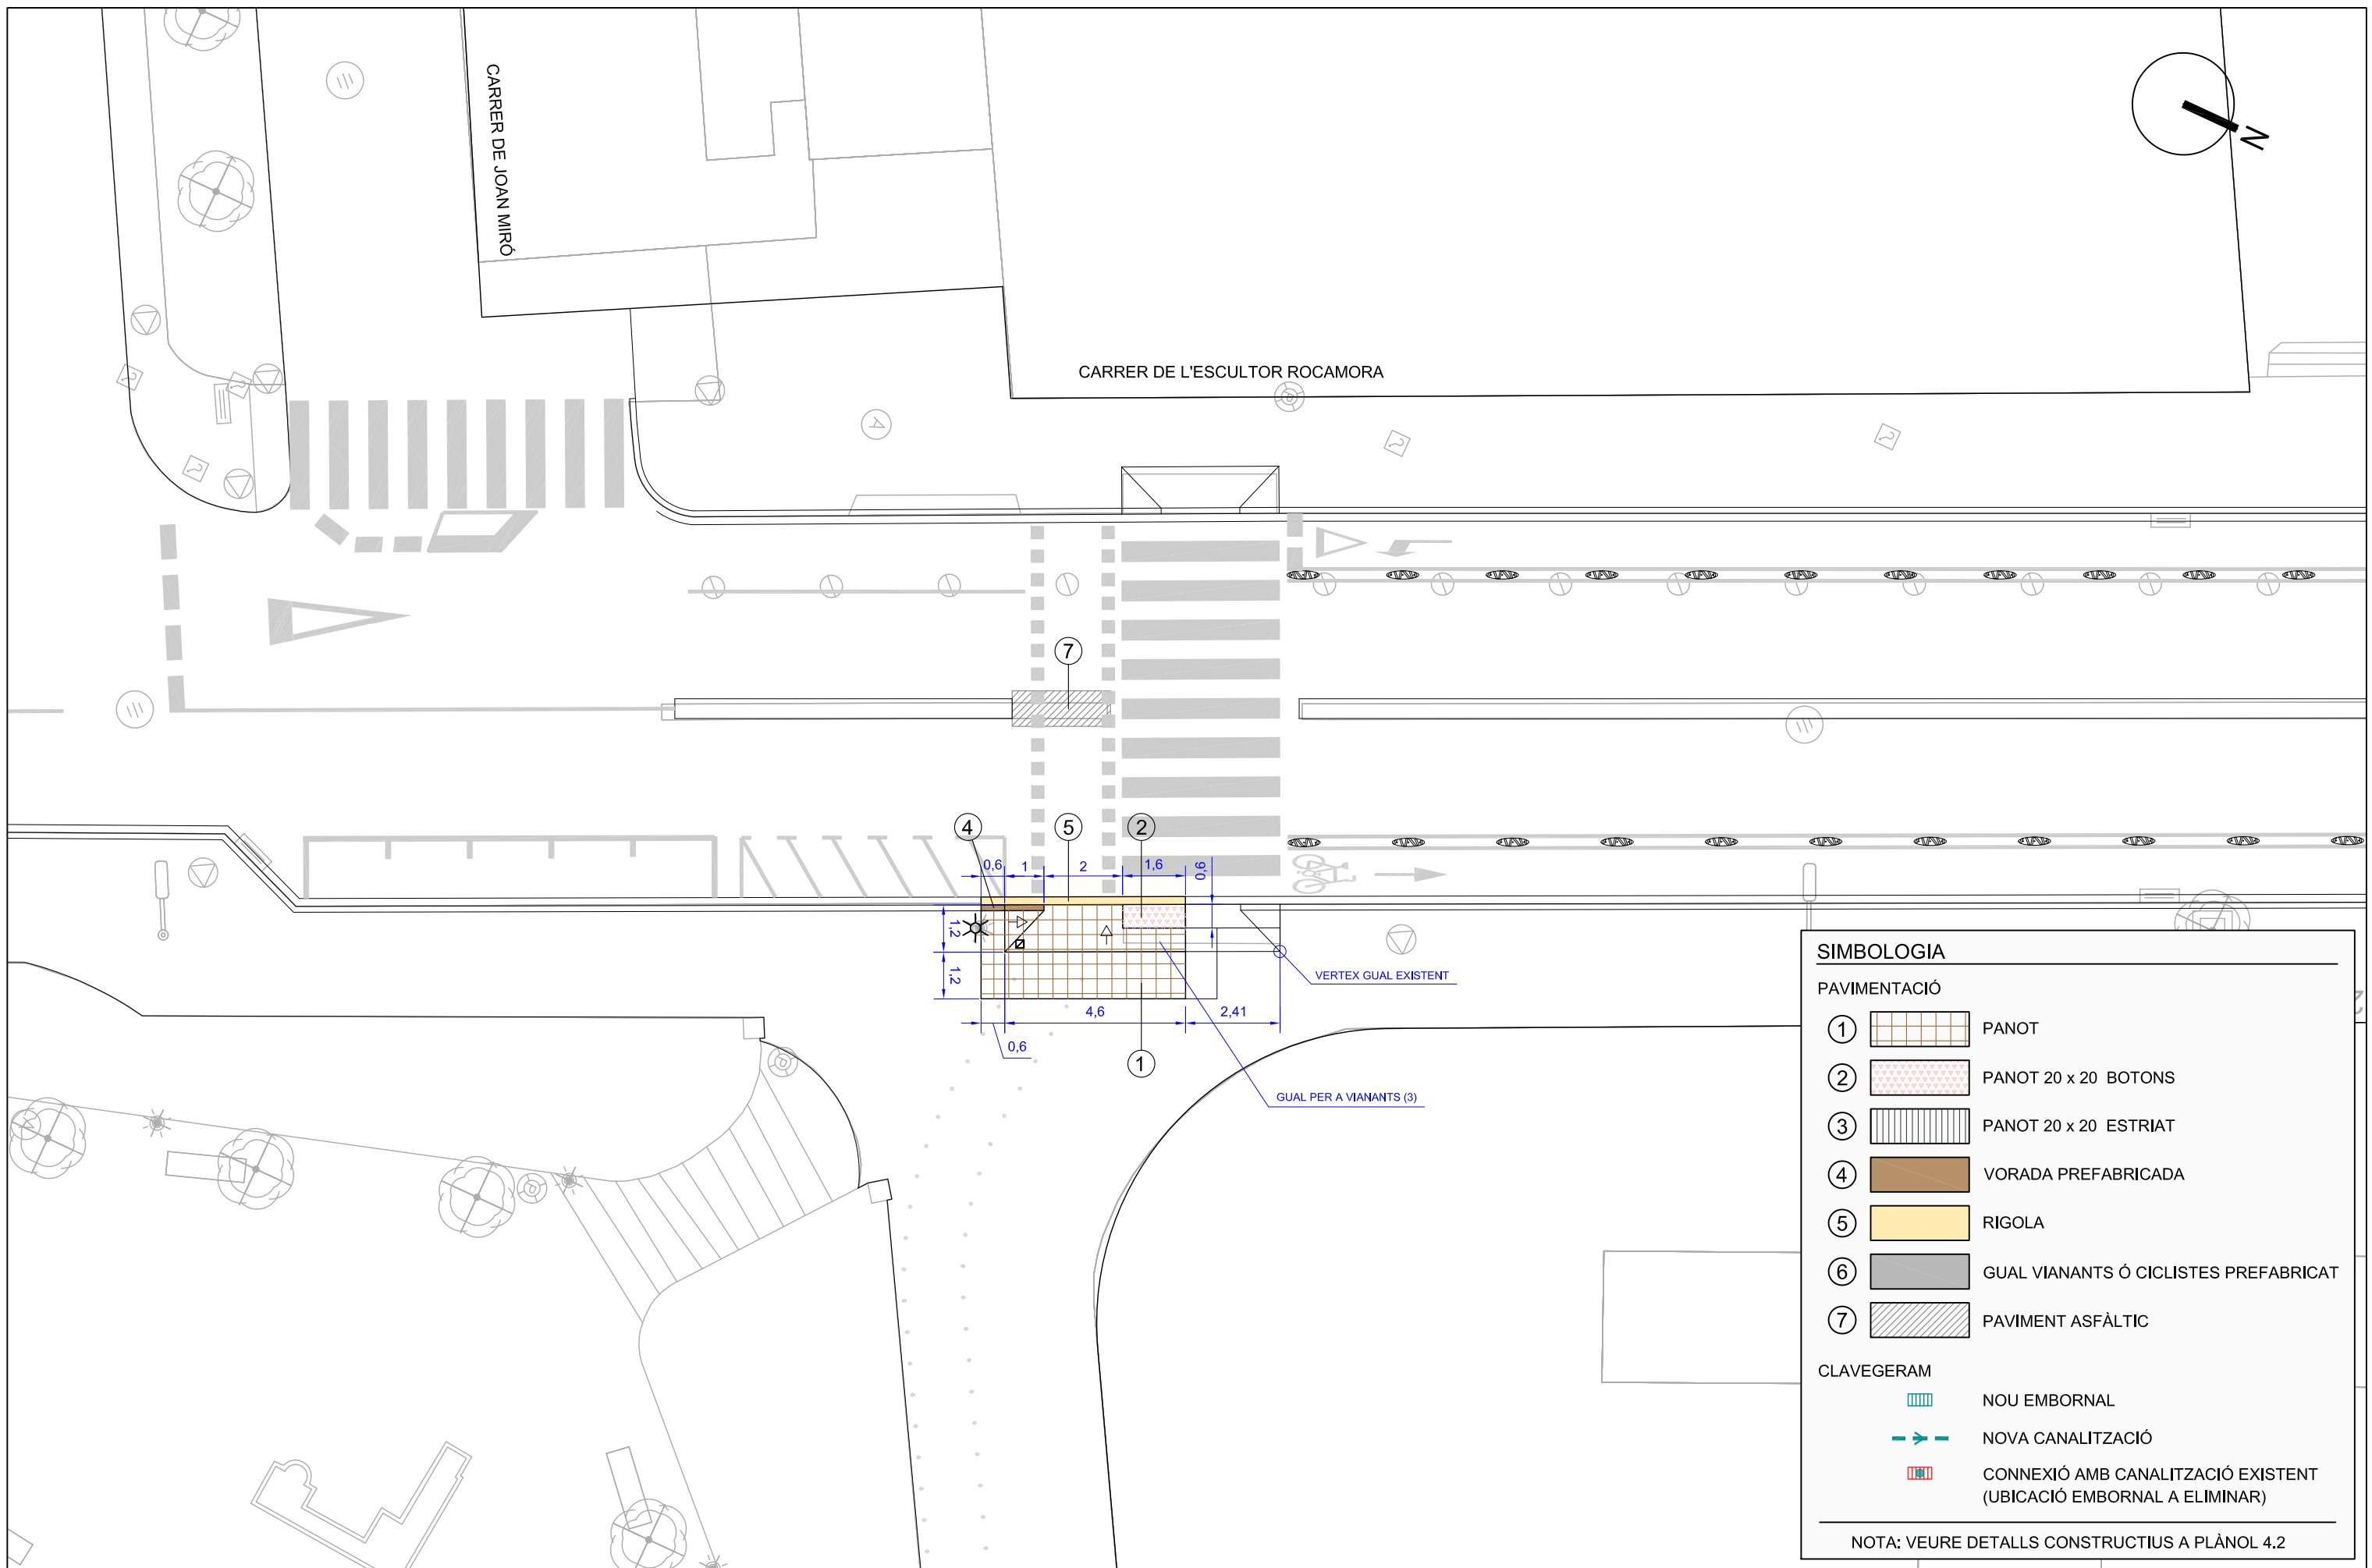 N
CARRER DE JOAN MIRÓ
CARRER DE L'ESCULTOR ROCAMORA
7
4
5
2
0,6
1
2
1,6
0,6
1,2
1,2
VERTEX GUAL EXISTENT
4,6
2,41
0,6
1
GUAL PER A VIANANTS (3)
SIMBOLOGIA
PAVIMENTACIÓ
1 PANOT
2 PANOT 20 x 20 BOTONS
3 PANOT 20 x 20 ESTRIAT
4 VORADA PREFABRICADA
5 RIGOLA
6 GUAL VIANANTS Ó CICLISTES PREFABRICAT
7 PAVIMENT ASFÀLTIC
CLAVEGERAM
NOU EMBORNAL
NOVA CANALITZACIÓ
CONNEXIÓ AMB CANALITZACIÓ EXISTENT
(UBICACIÓ EMBORNAL A ELIMINAR)
NOTA: VEURE DETALLS CONSTRUCTIUS A PLÀNOL 4.2